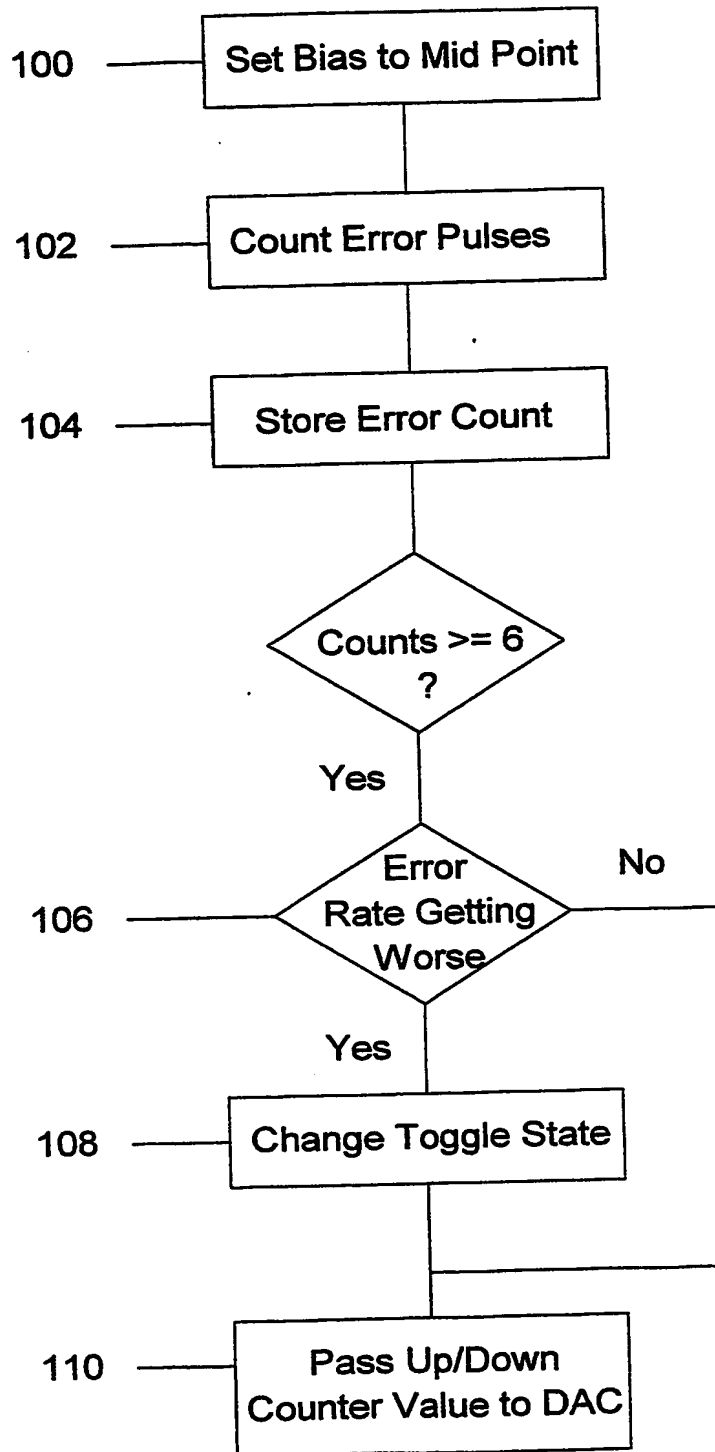 100
Set Bias to Mid Point
102
Count Error Pulses
104
Store Error Count
Counts >= 6
?
Yes
Error
Rate Getting
Worse
No
106
Yes
108
Change Toggle State
110
Pass Up/Down
Counter Value to DAC